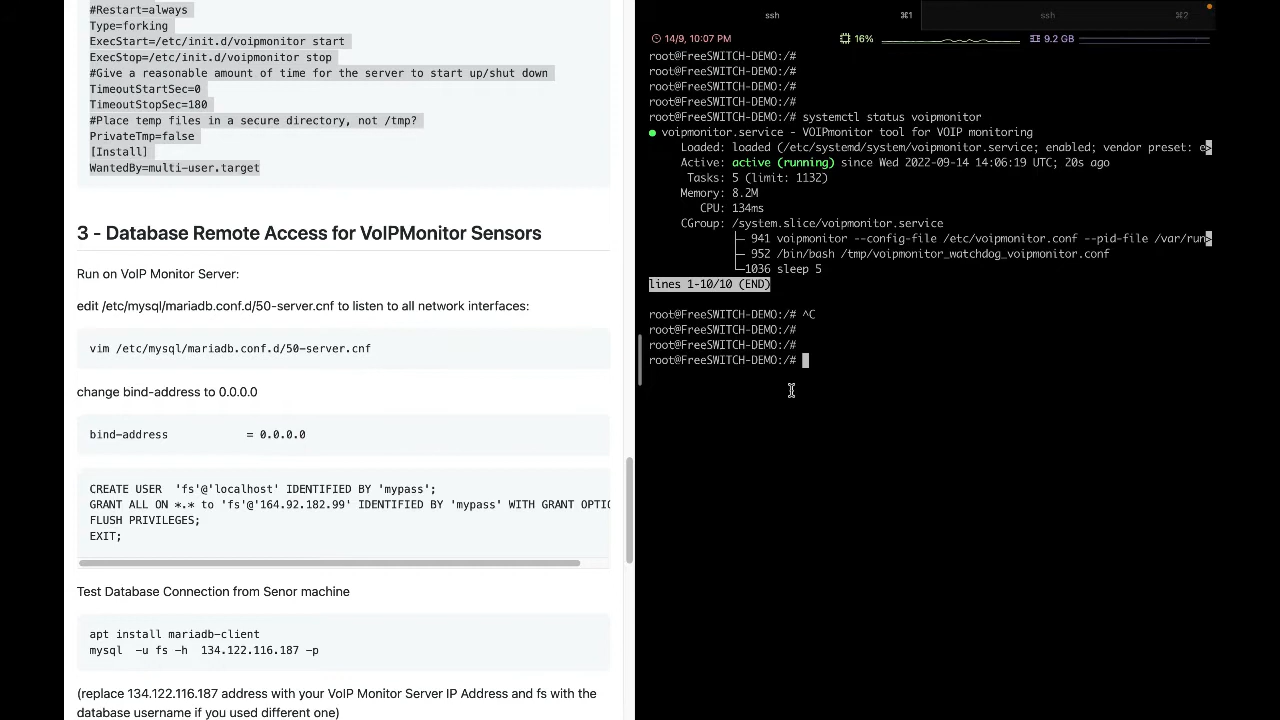 #Restart=always
Type=forking
ExecStart=/etc/init.d/voipmonitor start
ExecStop=/etc/init.d/voipmonitor stop
#Give a reasonable amount of time for the server to start up/shut down
TimeoutStartSec=0
TimeoutStopSec=180
#Place temp files in a secure directory, not /tmp?
PrivateTmp=false
[Install]
WantedBy=multi-user.target
3 - Database Remote Access for VoIPMonitor Sensors
Run on VoIP Monitor Server:
edit /etc/mysql/mariadb.conf.d/50-server.cnf to listen to all network interfaces:
vim /etc/mysql/mariadb.conf.d/50-server.cnf
change bind-address to 0.0.0.0
bind-address            = 0.0.0.0
CREATE USER  'fs'@'localhost' IDENTIFIED BY 'mypass';
GRANT ALL ON *.* to 'fs'@'164.92.182.99' IDENTIFIED BY 'mypass' WITH GRANT OPTIO
FLUSH PRIVILEGES;
EXIT;
Test Database Connection from Senor machine
apt install mariadb-client
mysql  -u fs -h  134.122.116.187 -p
(replace 134.122.116.187 address with your VoIP Monitor Server IP Address and fs with the
database username if you used different one)
ssh ⌘1 ssh ⌘2
14/9, 10:07 PM 16% 9.2 GB
root@FreeSWITCH-DEMO:/#
root@FreeSWITCH-DEMO:/#
root@FreeSWITCH-DEMO:/#
root@FreeSWITCH-DEMO:/#
root@FreeSWITCH-DEMO:/# systemctl status voipmonitor
● voipmonitor.service - VOIPmonitor tool for VOIP monitoring
Loaded: loaded (/etc/systemd/system/voipmonitor.service; enabled; vendor preset: e>
Active: active (running) since Wed 2022-09-14 14:06:19 UTC; 20s ago
Tasks: 5 (limit: 1132)
Memory: 8.2M
CPU: 134ms
CGroup: /system.slice/voipmonitor.service
├─ 941 voipmonitor --config-file /etc/voipmonitor.conf --pid-file /var/run>
├─ 952 /bin/bash /tmp/voipmonitor_watchdog_voipmonitor.conf
└─1036 sleep 5
lines 1-10/10 (END)
root@FreeSWITCH-DEMO:/# ^C
root@FreeSWITCH-DEMO:/#
root@FreeSWITCH-DEMO:/#
root@FreeSWITCH-DEMO:/#